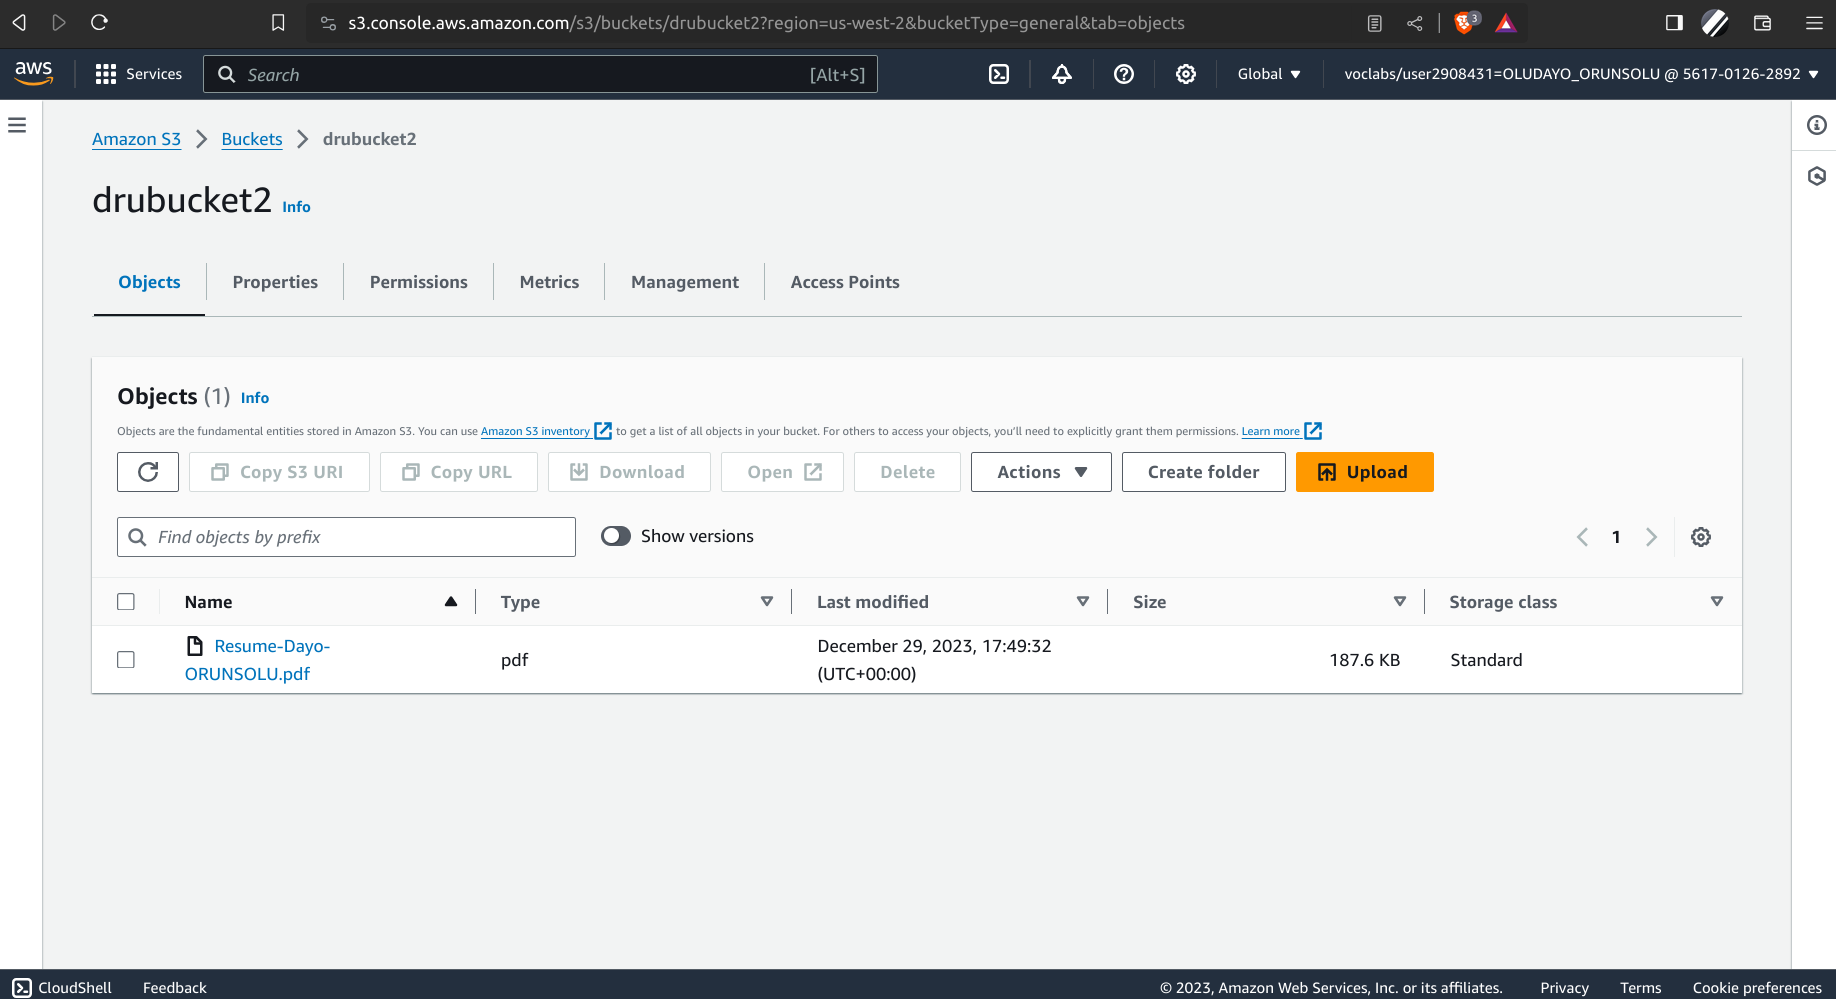 s3.console.aws.amazon.com/s3/buckets/drubucket2?region=us-west-2&bucketType=general&tab=objects
3
aws
Services
Search
[Alt+S]
Global
voclabs/user2908431=OLUDAYO_ORUNSOLU @ 5617-0126-2892
Amazon S3
Buckets
drubucket2
drubucket2 Info
Objects
Properties
Permissions
Metrics
Management
Access Points
Objects (1) Info
Objects are the fundamental entities stored in Amazon S3. You can use Amazon S3 inventory to get a list of all objects in your bucket. For others to access your objects, you'll need to explicitly grant them permissions. Learn more
Copy S3 URI
Copy URL
Download
Open
Delete
Actions
Create folder
Upload
Find objects by prefix
Show versions
1
Name
Type
Last modified
Size
Storage class
Resume-Dayo-
ORUNSOLU.pdf
pdf
December 29, 2023, 17:49:32
(UTC+00:00)
187.6 KB
Standard
CloudShell
Feedback
© 2023, Amazon Web Services, Inc. or its affiliates.
Privacy
Terms
Cookie preferences